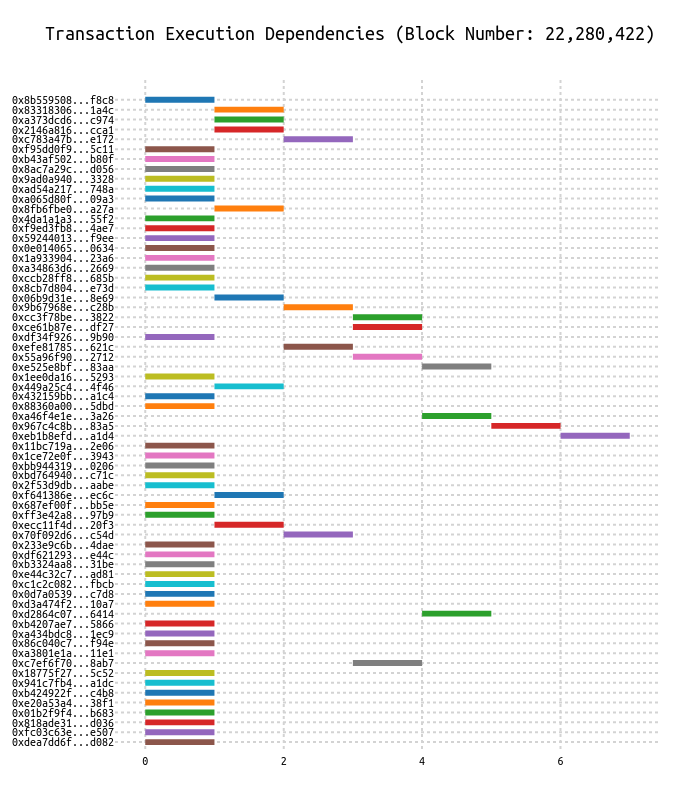 Transaction Execution Dependencies (Block Number: 22,280,422)
0x8b559508...f8c8
0x83318306...1a4c
0xa373dcd6...c974
0x2146a816...cca1
0xc783a47b...e172
0xf95dd0f9...5c11
0xb43af502...b80f
0x8ac7a29c...d056
0x9ad0a940...3328
0xad54a217...748a
0xa065d80f...09a3
0x8fb6fbe0...a27a
0x4da1a1a3...55f2
0xf9ed3fb8...4ae7
0x59244013...f9ee
0x0e014065...0634
0x1a933904...23a6
0xa34863d6...2669
0xccb28ff8...685b
0x8cb7d804...e73d
0x06b9d31e...8e69
0x9b67968e...c28b
0xcc3f78be...3822
0xce61b87e...df27
0xdf34f926...9b90
0xefe81785...621c
0x55a96f90...2712
0xe525e8bf...83aa
0x1ee0da16...5293
0x449a25c4...4f46
0x432159bb...a1c4
0x88360a00...5dbd
0xa46f4e1e...3a26
0x967c4c8b...83a5
0xeb1b8efd...a1d4
0x11bc719a...2e06
0x1ce72e0f...3943
0xbb944319...0206
0xbd764940...c71c
0x2f53d9db...aabe
0xf641386e...ec6c
0x687ef00f...bb5e
0xff3e42a8...97b9
0xecc11f4d...20f3
0x70f092d6...c54d
0x233e9c6b...4dae
0xdf621293...e44c
0xb3324aa8...31be
0xe44c32c7...ad81
0xc1c2c082...fbcb
0x0d7a0539...c7d8
0xd3a474f2...10a7
0xd2864c07...6414
0xb4207ae7...5866
0xa434bdc8...1ec9
0x86c040c7...f94e
0xa3801e1a...11e1
0xc7ef6f70...8ab7
0x18775f27...5c52
0x941c7fb4...a1dc
0xb424922f...c4b8
0xe20a53a4...38f1
0x01b2f9f4...b683
0x818ade31...d036
0xfc03c63e...e507
0xdea7dd6f...d082
0 2 4 6